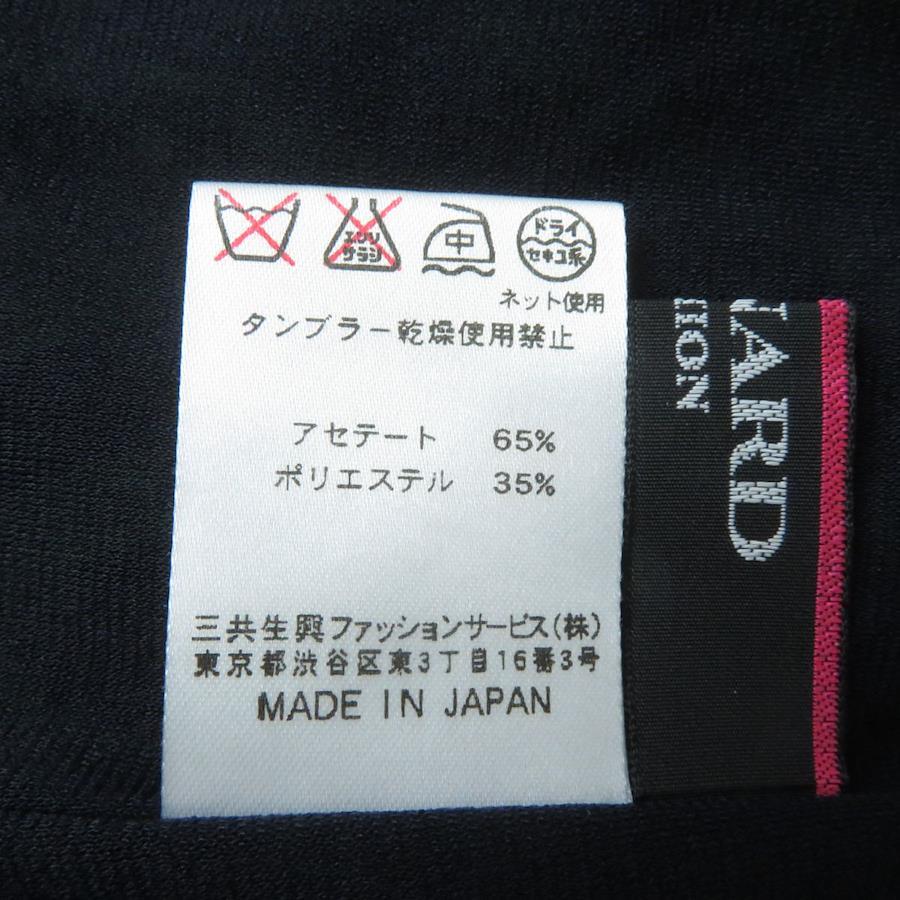 エンソ
サラシ
中
ドライ
セキユ系
ネット使用
タンブラー乾燥使用禁止
アセテート 65%
ポリエステル 35%
三共生興ファッションサービス(株)
東京都渋谷区東3丁目16番3号
MADE IN JAPAN